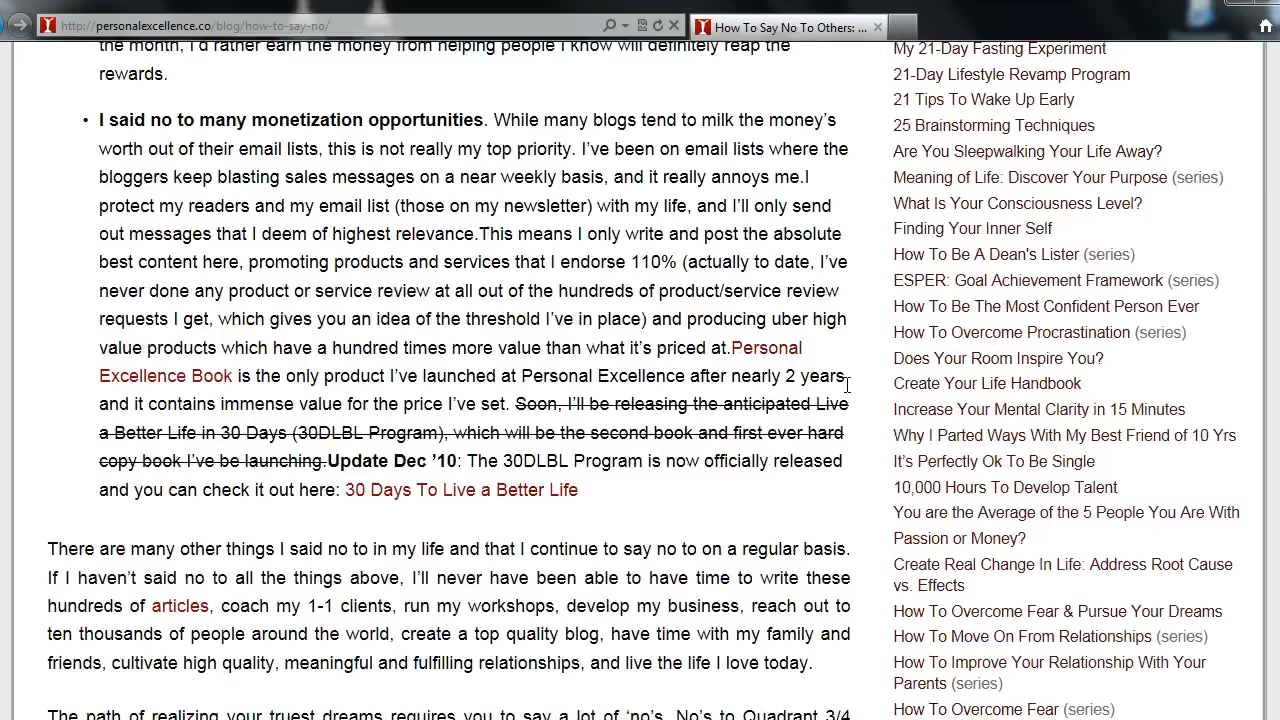 http://personalexcellence.co/blog/how-to-say-no/
How To Say No To Others: ...
the month, I'd rather earn the money from helping people I know will definitely reap the
rewards.
• I said no to many monetization opportunities. While many blogs tend to milk the money's
worth out of their email lists, this is not really my top priority. I've been on email lists where the
bloggers keep blasting sales messages on a near weekly basis, and it really annoys me.I
protect my readers and my email list (those on my newsletter) with my life, and I'll only send
out messages that I deem of highest relevance.This means I only write and post the absolute
best content here, promoting products and services that I endorse 110% (actually to date, I've
never done any product or service review at all out of the hundreds of product/service review
requests I get, which gives you an idea of the threshold I've in place) and producing uber high
value products which have a hundred times more value than what it's priced at.Personal
Excellence Book is the only product I've launched at Personal Excellence after nearly 2 years,
and it contains immense value for the price I've set. Soon, I'll be releasing the anticipated Live
a Better Life in 30 Days (30DLBL Program), which will be the second book and first ever hard
copy book I've be launching.Update Dec '10: The 30DLBL Program is now officially released
and you can check it out here: 30 Days To Live a Better Life
There are many other things I said no to in my life and that I continue to say no to on a regular basis.
If I haven't said no to all the things above, I'll never have been able to have time to write these
hundreds of articles, coach my 1-1 clients, run my workshops, develop my business, reach out to
ten thousands of people around the world, create a top quality blog, have time with my family and
friends, cultivate high quality, meaningful and fulfilling relationships, and live the life I love today.
The path of realizing your truest dreams requires you to say a lot of 'no's. No's to Quadrant 3/4
My 21-Day Fasting Experiment
21-Day Lifestyle Revamp Program
21 Tips To Wake Up Early
25 Brainstorming Techniques
Are You Sleepwalking Your Life Away?
Meaning of Life: Discover Your Purpose (series)
What Is Your Consciousness Level?
Finding Your Inner Self
How To Be A Dean's Lister (series)
ESPER: Goal Achievement Framework (series)
How To Be The Most Confident Person Ever
How To Overcome Procrastination (series)
Does Your Room Inspire You?
Create Your Life Handbook
Increase Your Mental Clarity in 15 Minutes
Why I Parted Ways With My Best Friend of 10 Yrs
It's Perfectly Ok To Be Single
10,000 Hours To Develop Talent
You are the Average of the 5 People You Are With
Passion or Money?
Create Real Change In Life: Address Root Cause
vs. Effects
How To Overcome Fear & Pursue Your Dreams
How To Move On From Relationships (series)
How To Improve Your Relationship With Your
Parents (series)
How To Overcome Fear (series)